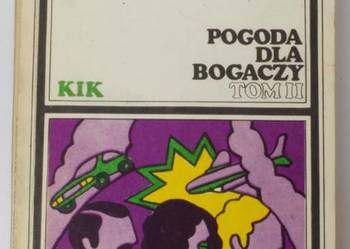 POGODA
DLA
BOGACZY
TOM II
KIK